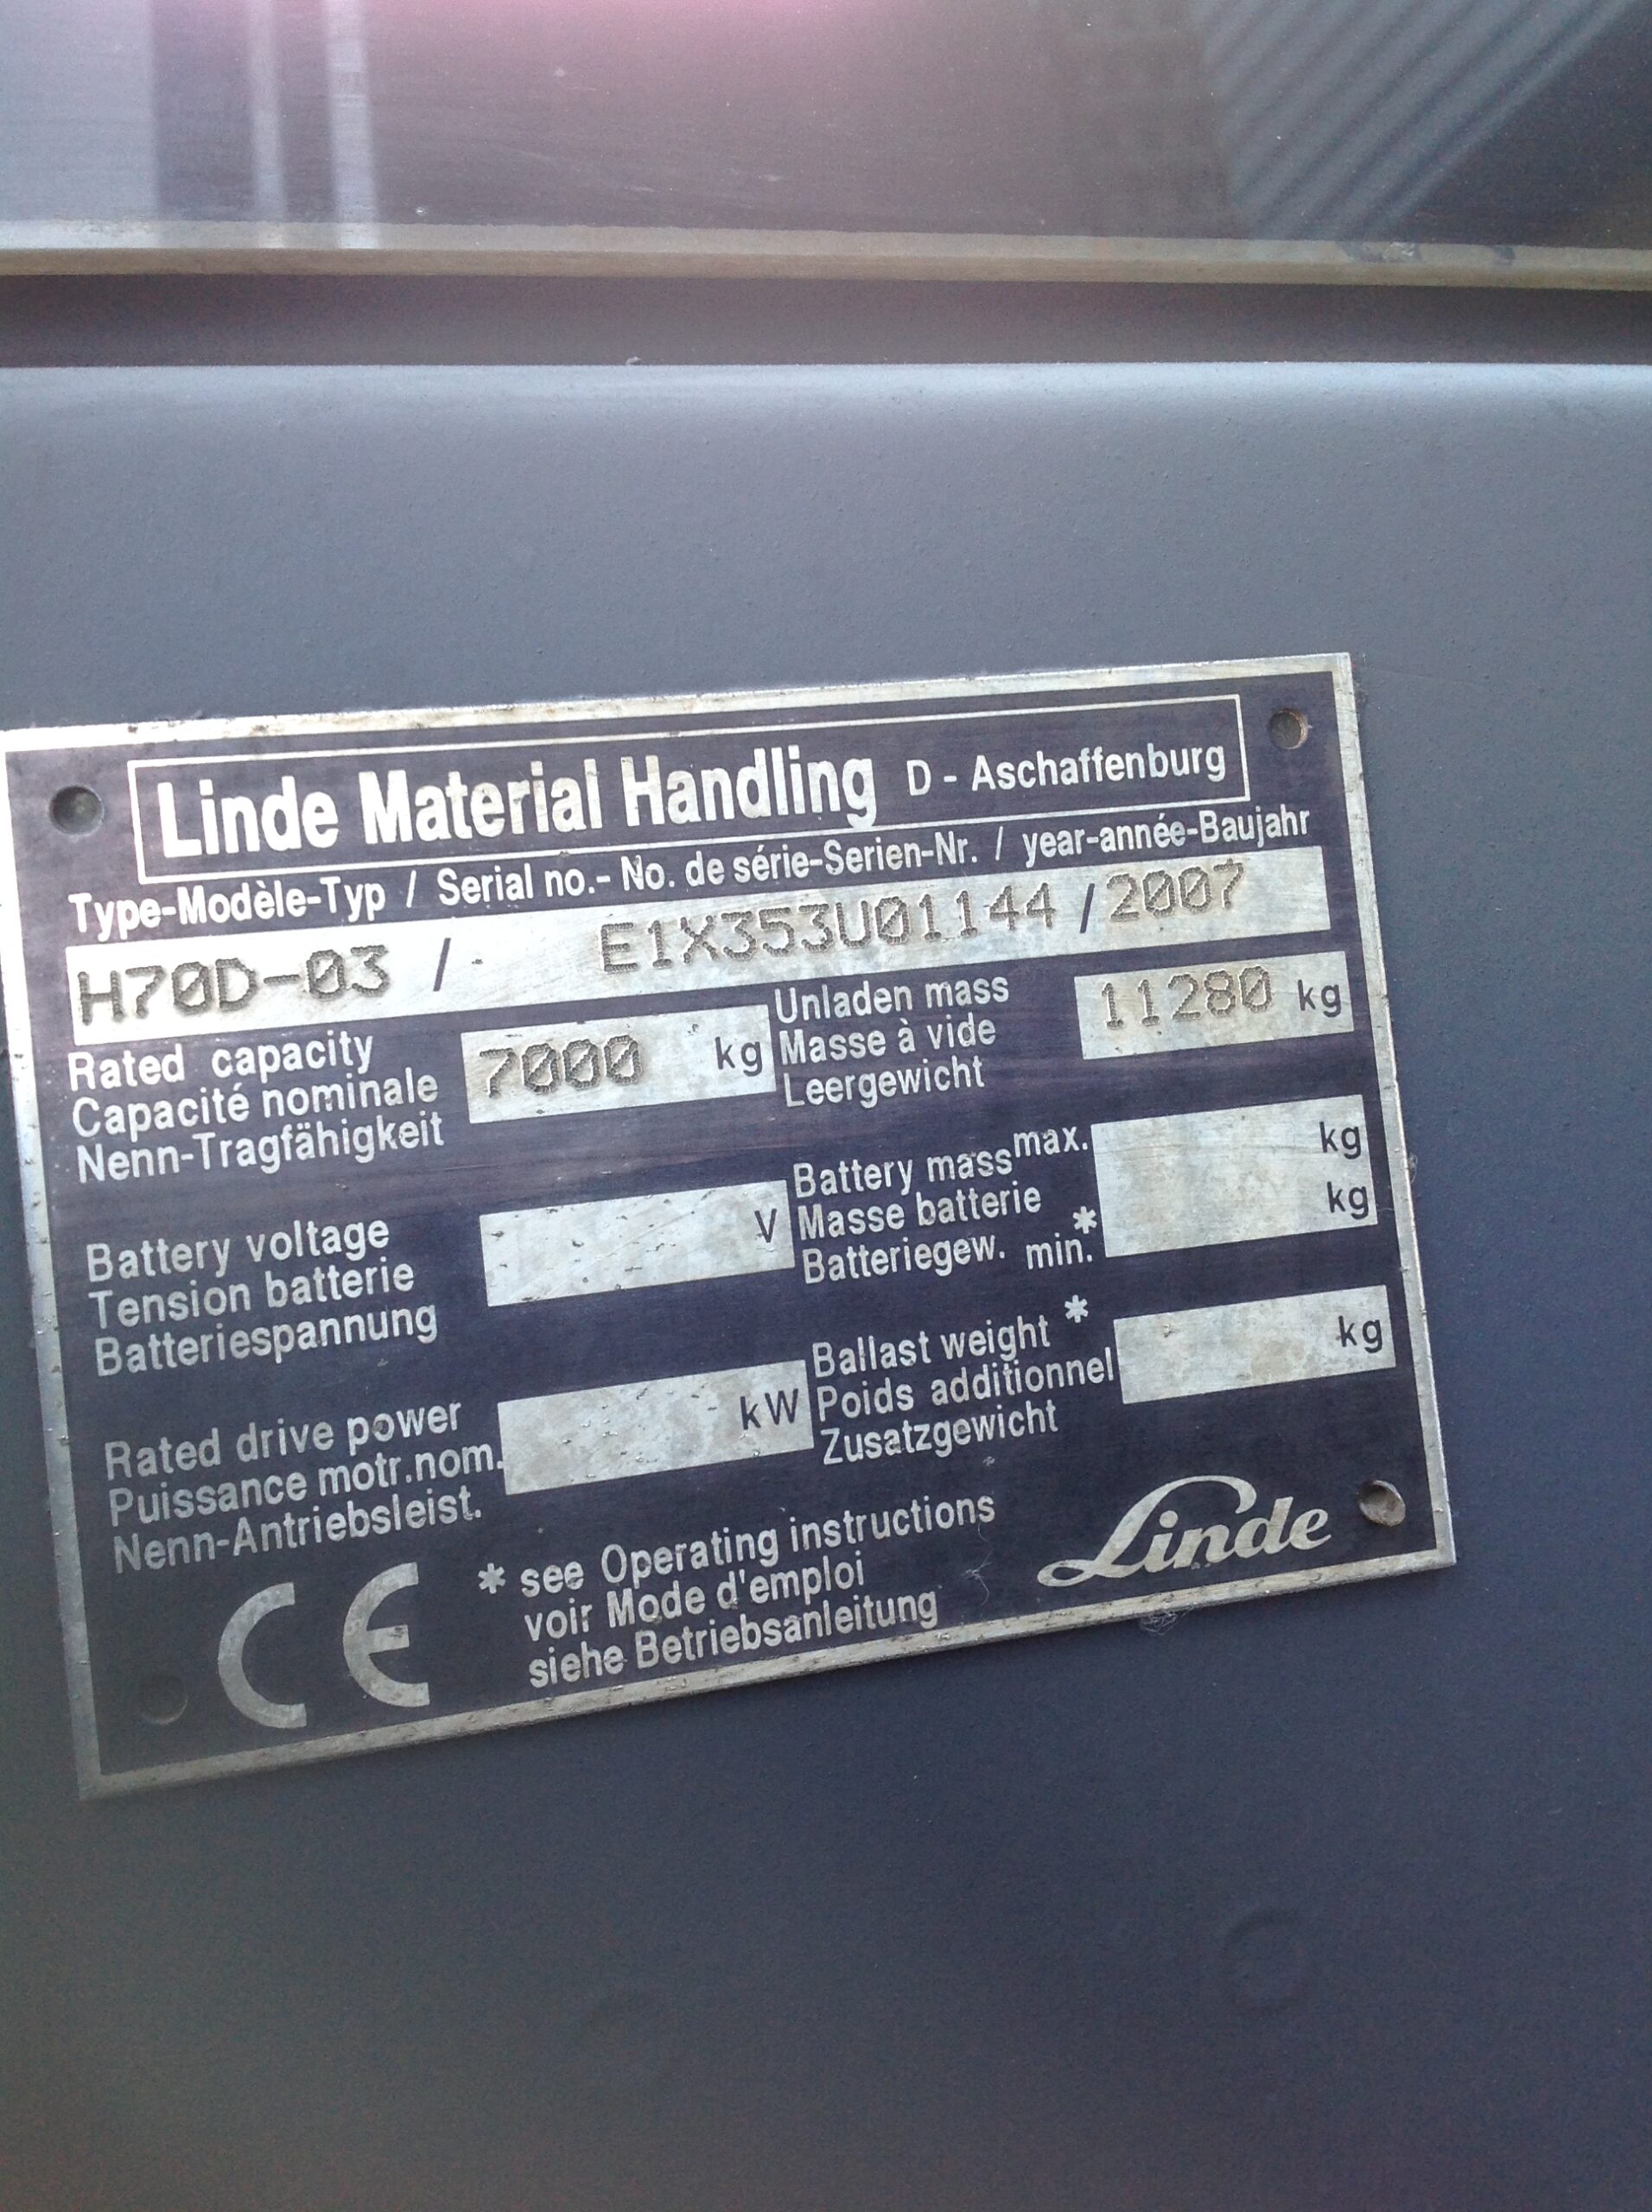 Linde Material Handling D - Aschaffenburg
Type-Modèle-Typ / Serial no.- No. de série-Serien-Nr. / year-année-Baujahr
H70D-03 / E1X353U01144 / 2007
Rated capacity
Capacité nominale
Nenn-Tragfähigkeit
7000 kg
Unladen mass
Masse à vide
Leergewicht
11280 kg
Battery voltage
Tension batterie
Batteriespannung
V
Battery mass max.
Masse batterie
Batteriegew. min.*
kg
kg
Rated drive power
Puissance motr.nom.
Nenn-Antriebsleist.
kW
Ballast weight *
Poids additionnel
Zusatzgewicht
kg
CE
* see Operating instructions
voir Mode d'emploi
siehe Betriebsanleitung
Linde